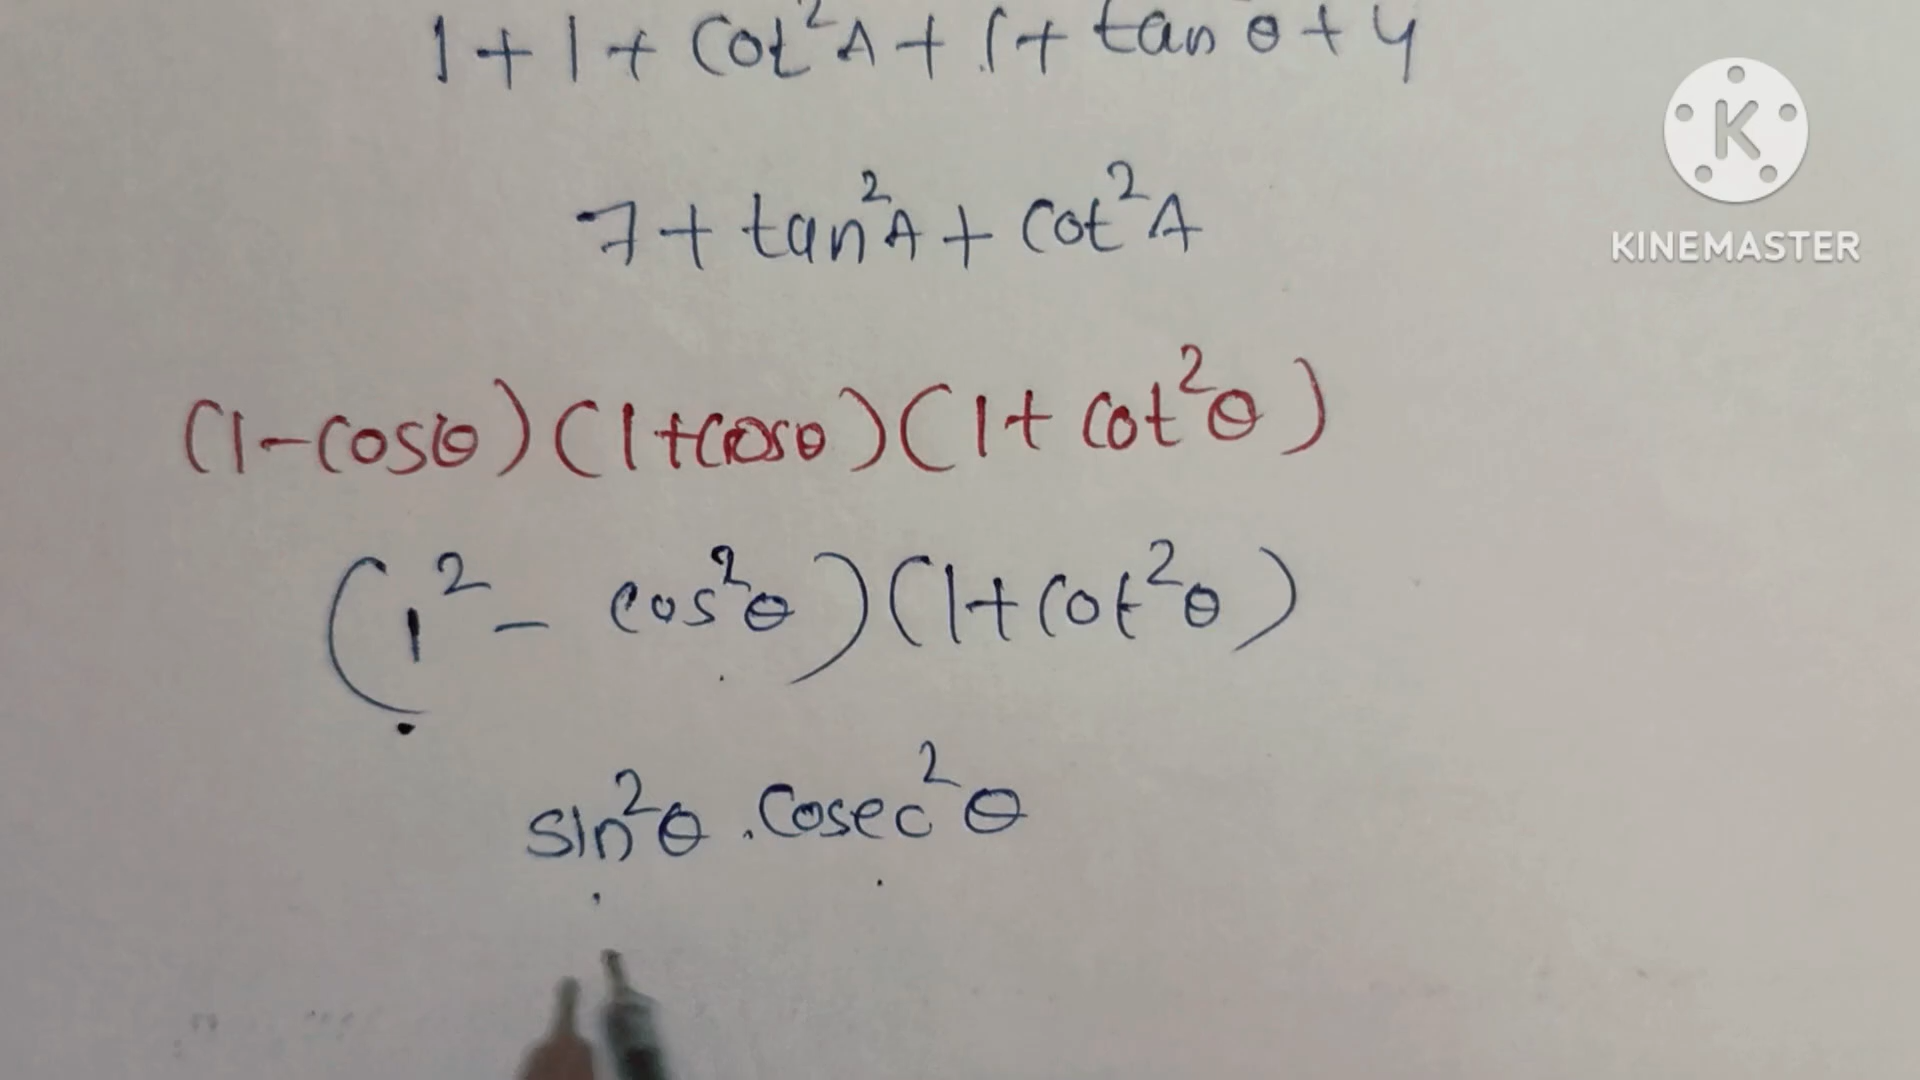 1 + 1 + Cot²A + 1 + tan²θ + 4
7 + tan²A + Cot²A
(1-cosθ)(1+cosθ)(1+ cot²θ)
(1² - cos²θ)(1+cot²θ)
sin²θ . Cosec²θ
K
KINEMASTER